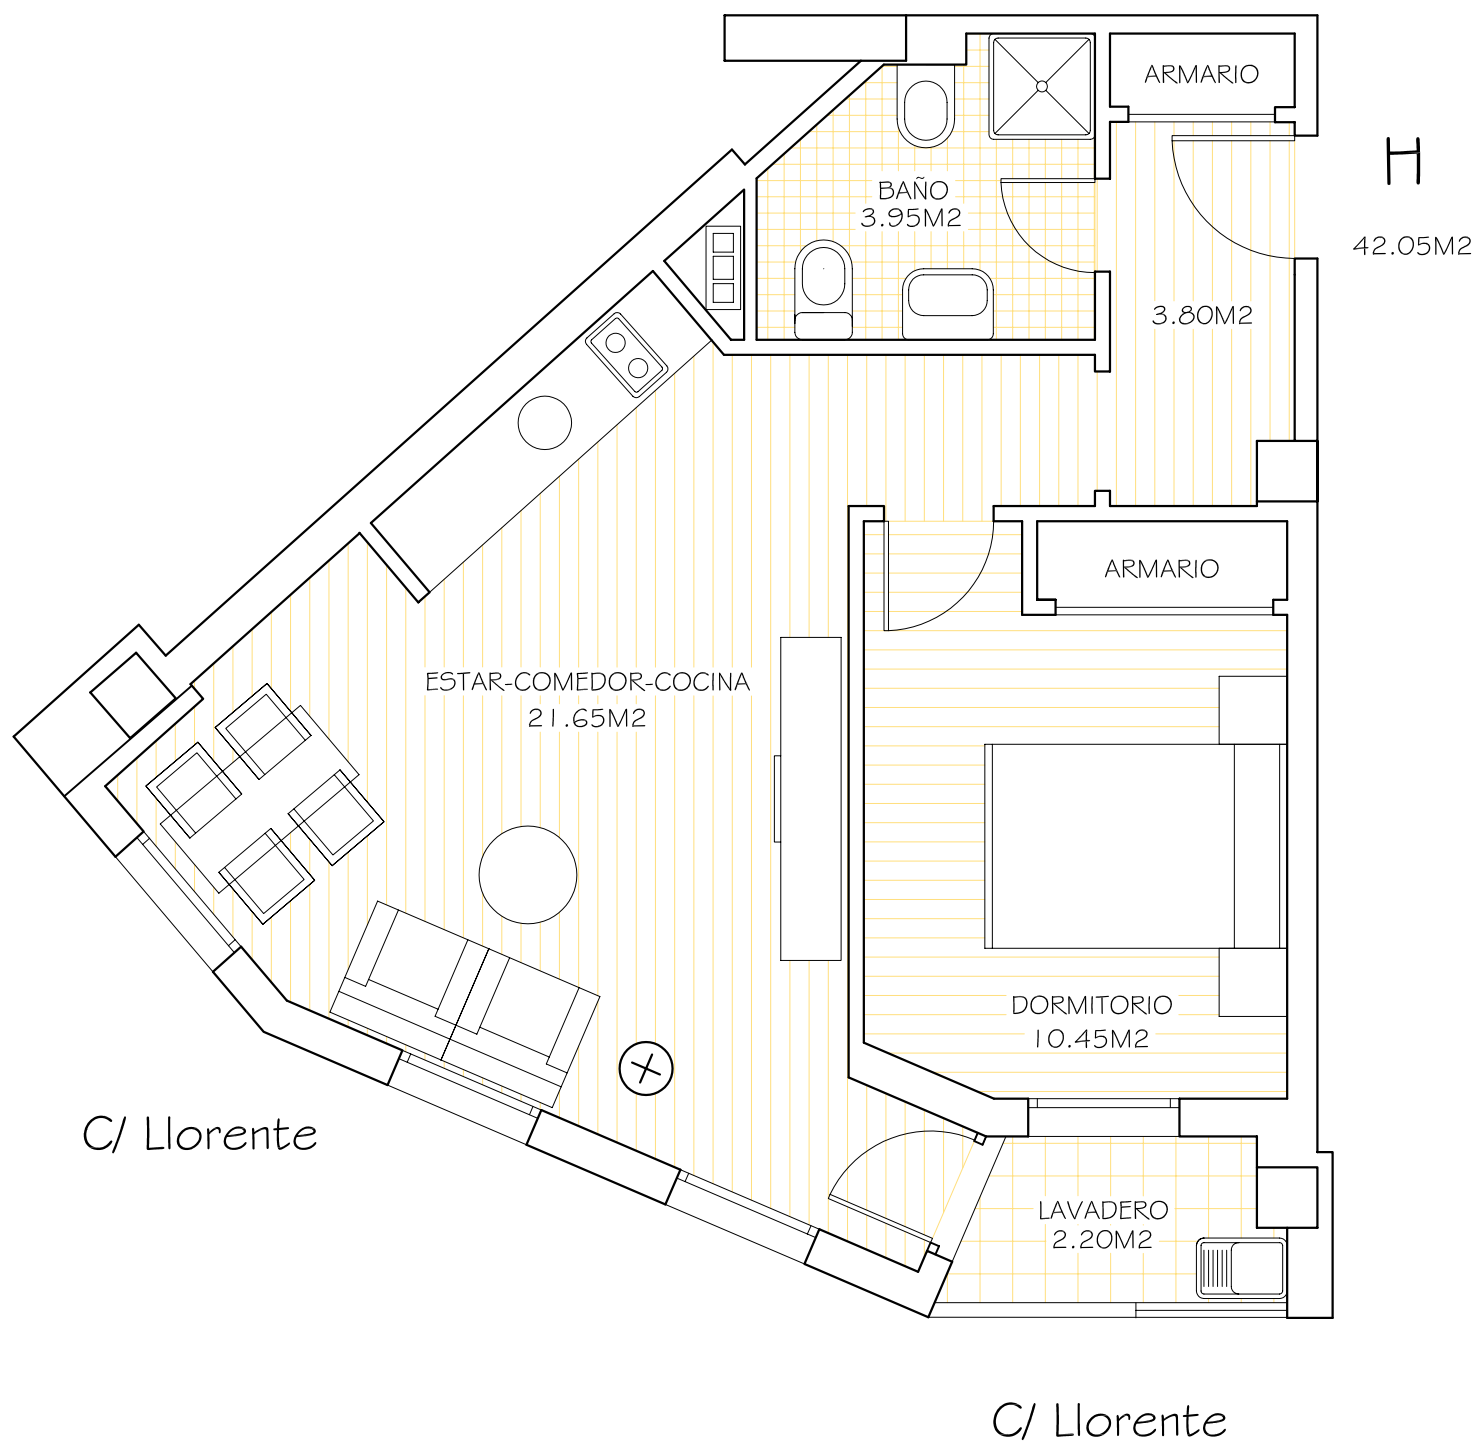 ARMARIO
H
BAÑO
3.95M2
42.05M2
3.80M2
ARMARIO
ESTAR-COMEDOR-COCINA
21.65M2
DORMITORIO
10.45M2
C/ Llorente
LAVADERO
2.20M2
C/ Llorente